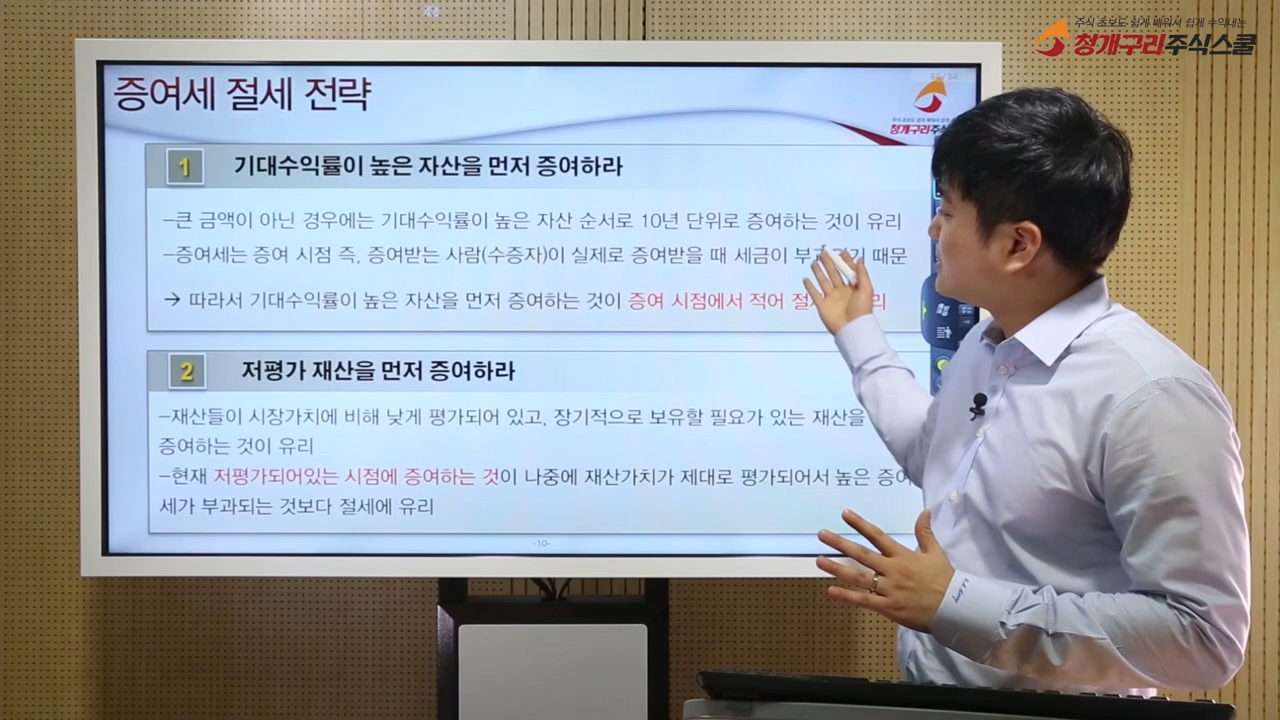 주식 초보도 쉽게 배워서 쉽게 수익내는
청개구리주식스쿨
증여세 절세 전략
청개구리주식
1 기대수익률이 높은 자산을 먼저 증여하라
-큰 금액이 아닌 경우에는 기대수익률이 높은 자산 순서로 10년 단위로 증여하는 것이 유리
-증여세는 증여 시점 즉, 증여받는 사람(수증자)이 실제로 증여받을 때 세금이 부과 기 때문
→ 따라서 기대수익률이 높은 자산을 먼저 증여하는 것이 증여 시점에서 적어 절 리
2 저평가 재산을 먼저 증여하라
-재산들이 시장가치에 비해 낮게 평가되어 있고, 장기적으로 보유할 필요가 있는 재산을
증여하는 것이 유리
-현재 저평가되어있는 시점에 증여하는 것이 나중에 재산가치가 제대로 평가되어서 높은 증여
세가 부과되는 것보다 절세에 유리
-10-